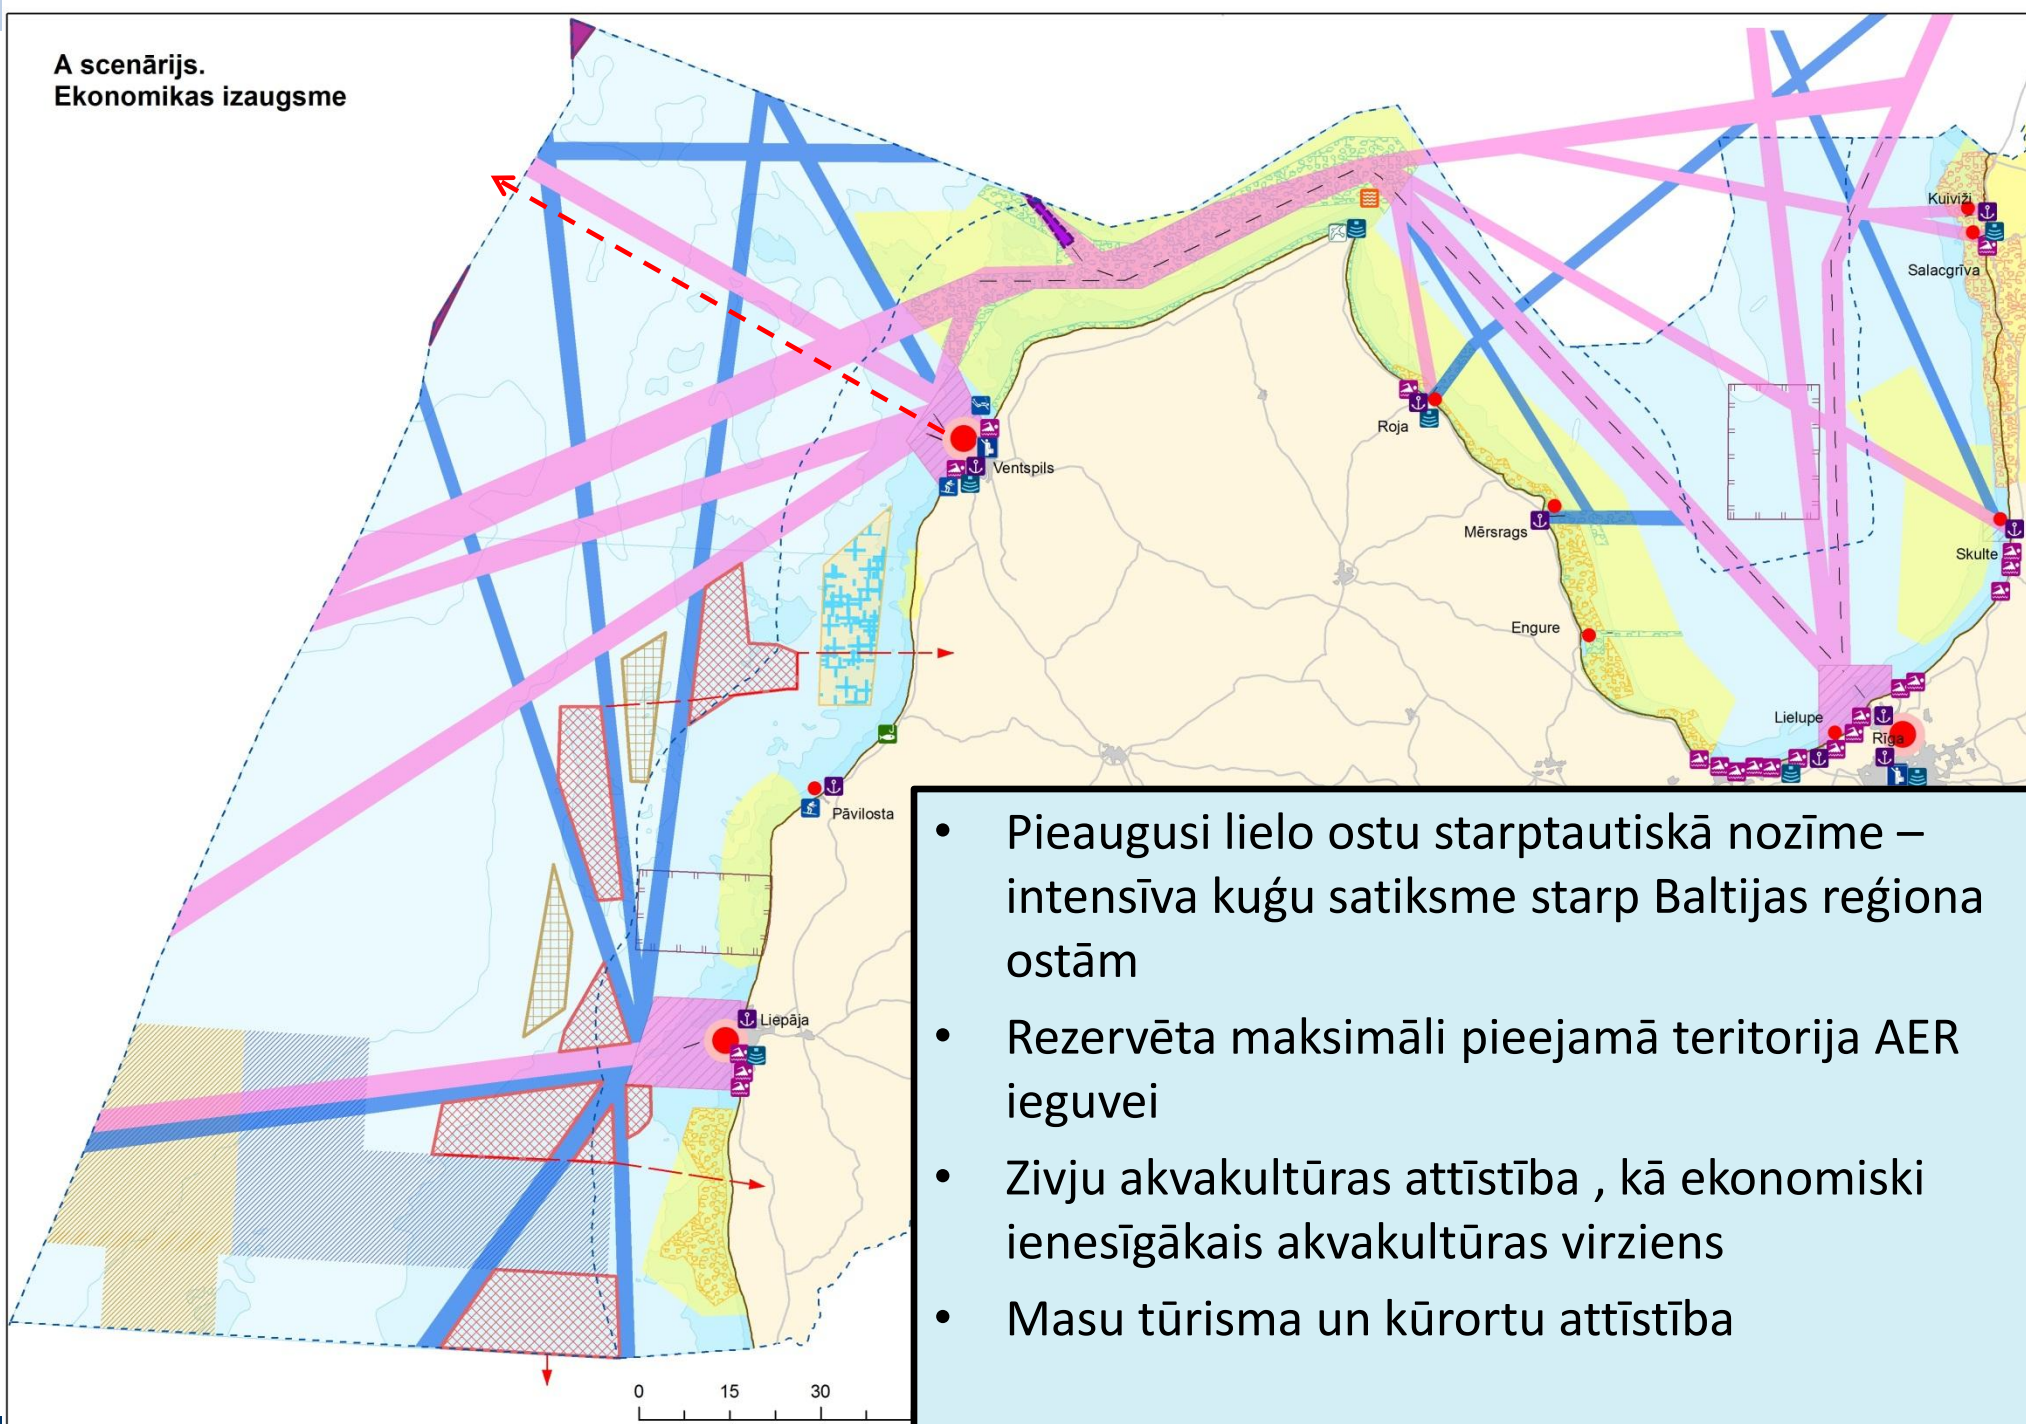 A scenārijs.
Ekonomikas izaugsme
Kuiviži
Salacgrīva
Roja
Ventspils
Mērsrags
Skulte
Engure
Lielupe
Rīga
Pāvilosta
Liepāja
• Pieaugusi lielo ostu starptautiskā nozīme –
intensīva kuģu satiksme starp Baltijas reģiona
ostām
• Rezervēta maksimāli pieejamā teritorija AER
ieguvei
• Zivju akvakultūras attīstība , kā ekonomiski
ienesīgākais akvakultūras virziens
• Masu tūrisma un kūrortu attīstība
0 15 30